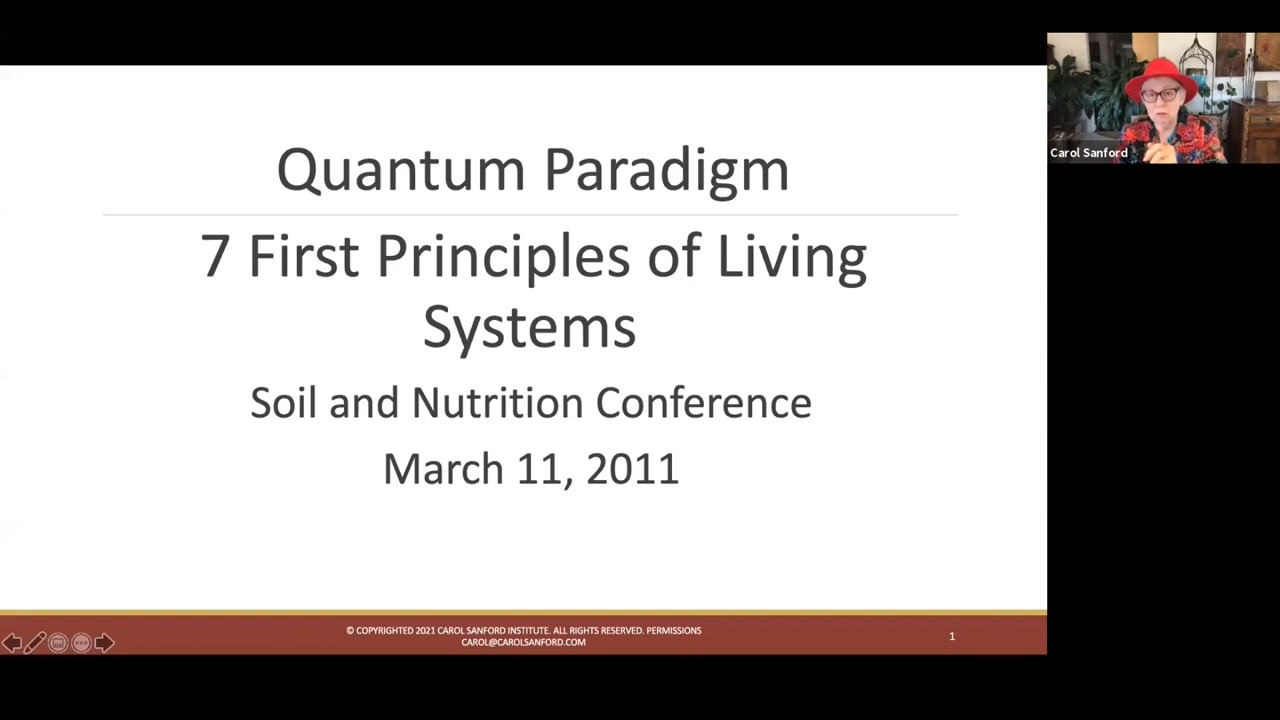 Quantum Paradigm
7 First Principles of Living
Systems
Soil and Nutrition Conference
March 11, 2011
© COPYRIGHTED 2021 CAROL SANFORD INSTITUTE. ALL RIGHTS RESERVED. PERMISSIONS
CAROL@CAROLSANFORD.COM
1
Carol Sanford